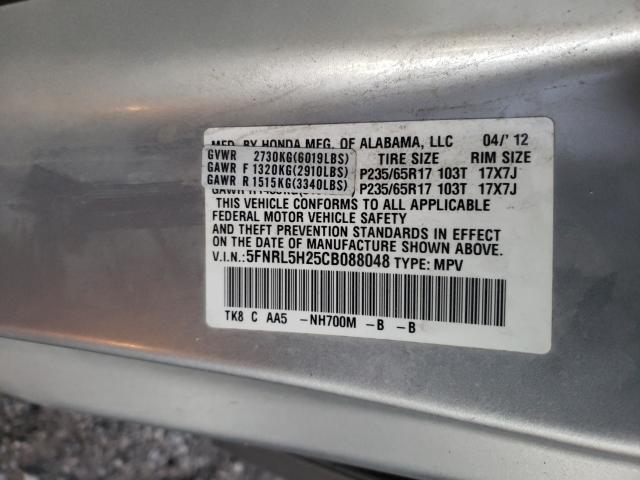 MFD. BY HONDA MFG. OF ALABAMA, LLC 04/'12
GVWR 2730KG(6019LBS) TIRE SIZE RIM SIZE
GAWR F 1320KG(2910LBS) P235/65R17 103T 17X7J
GAWR R 1515KG(3340LBS) P235/65R17 103T 17X7J
THIS VEHICLE CONFORMS TO ALL APPLICABLE
FEDERAL MOTOR VEHICLE SAFETY
AND THEFT PREVENTION STANDARDS IN EFFECT
ON THE DATE OF MANUFACTURE SHOWN ABOVE.
V.I.N.: 5FNRL5H25CB088048 TYPE: MPV
TK8 C AA5 -NH700M -B -B